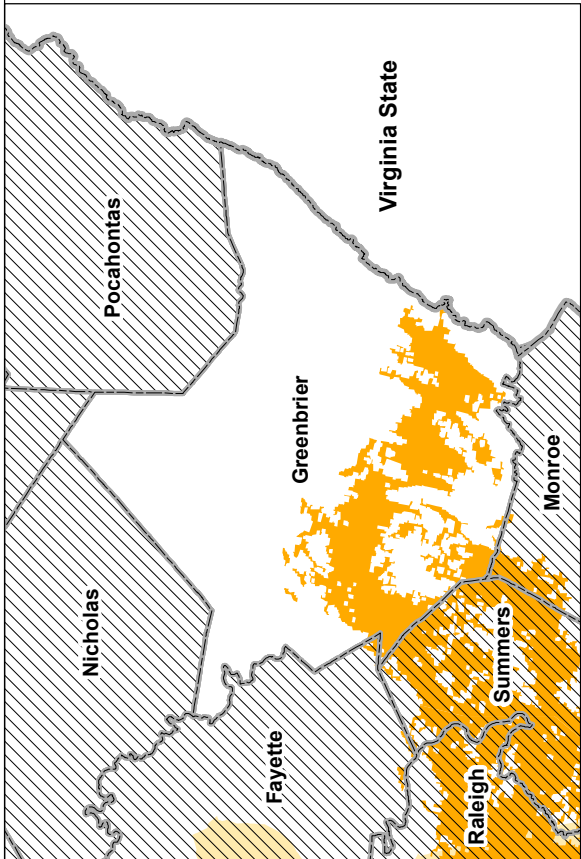 Pocahontas
Virginia State
Nicholas
Greenbrier
Fayette
Monroe
Summers
Raleigh